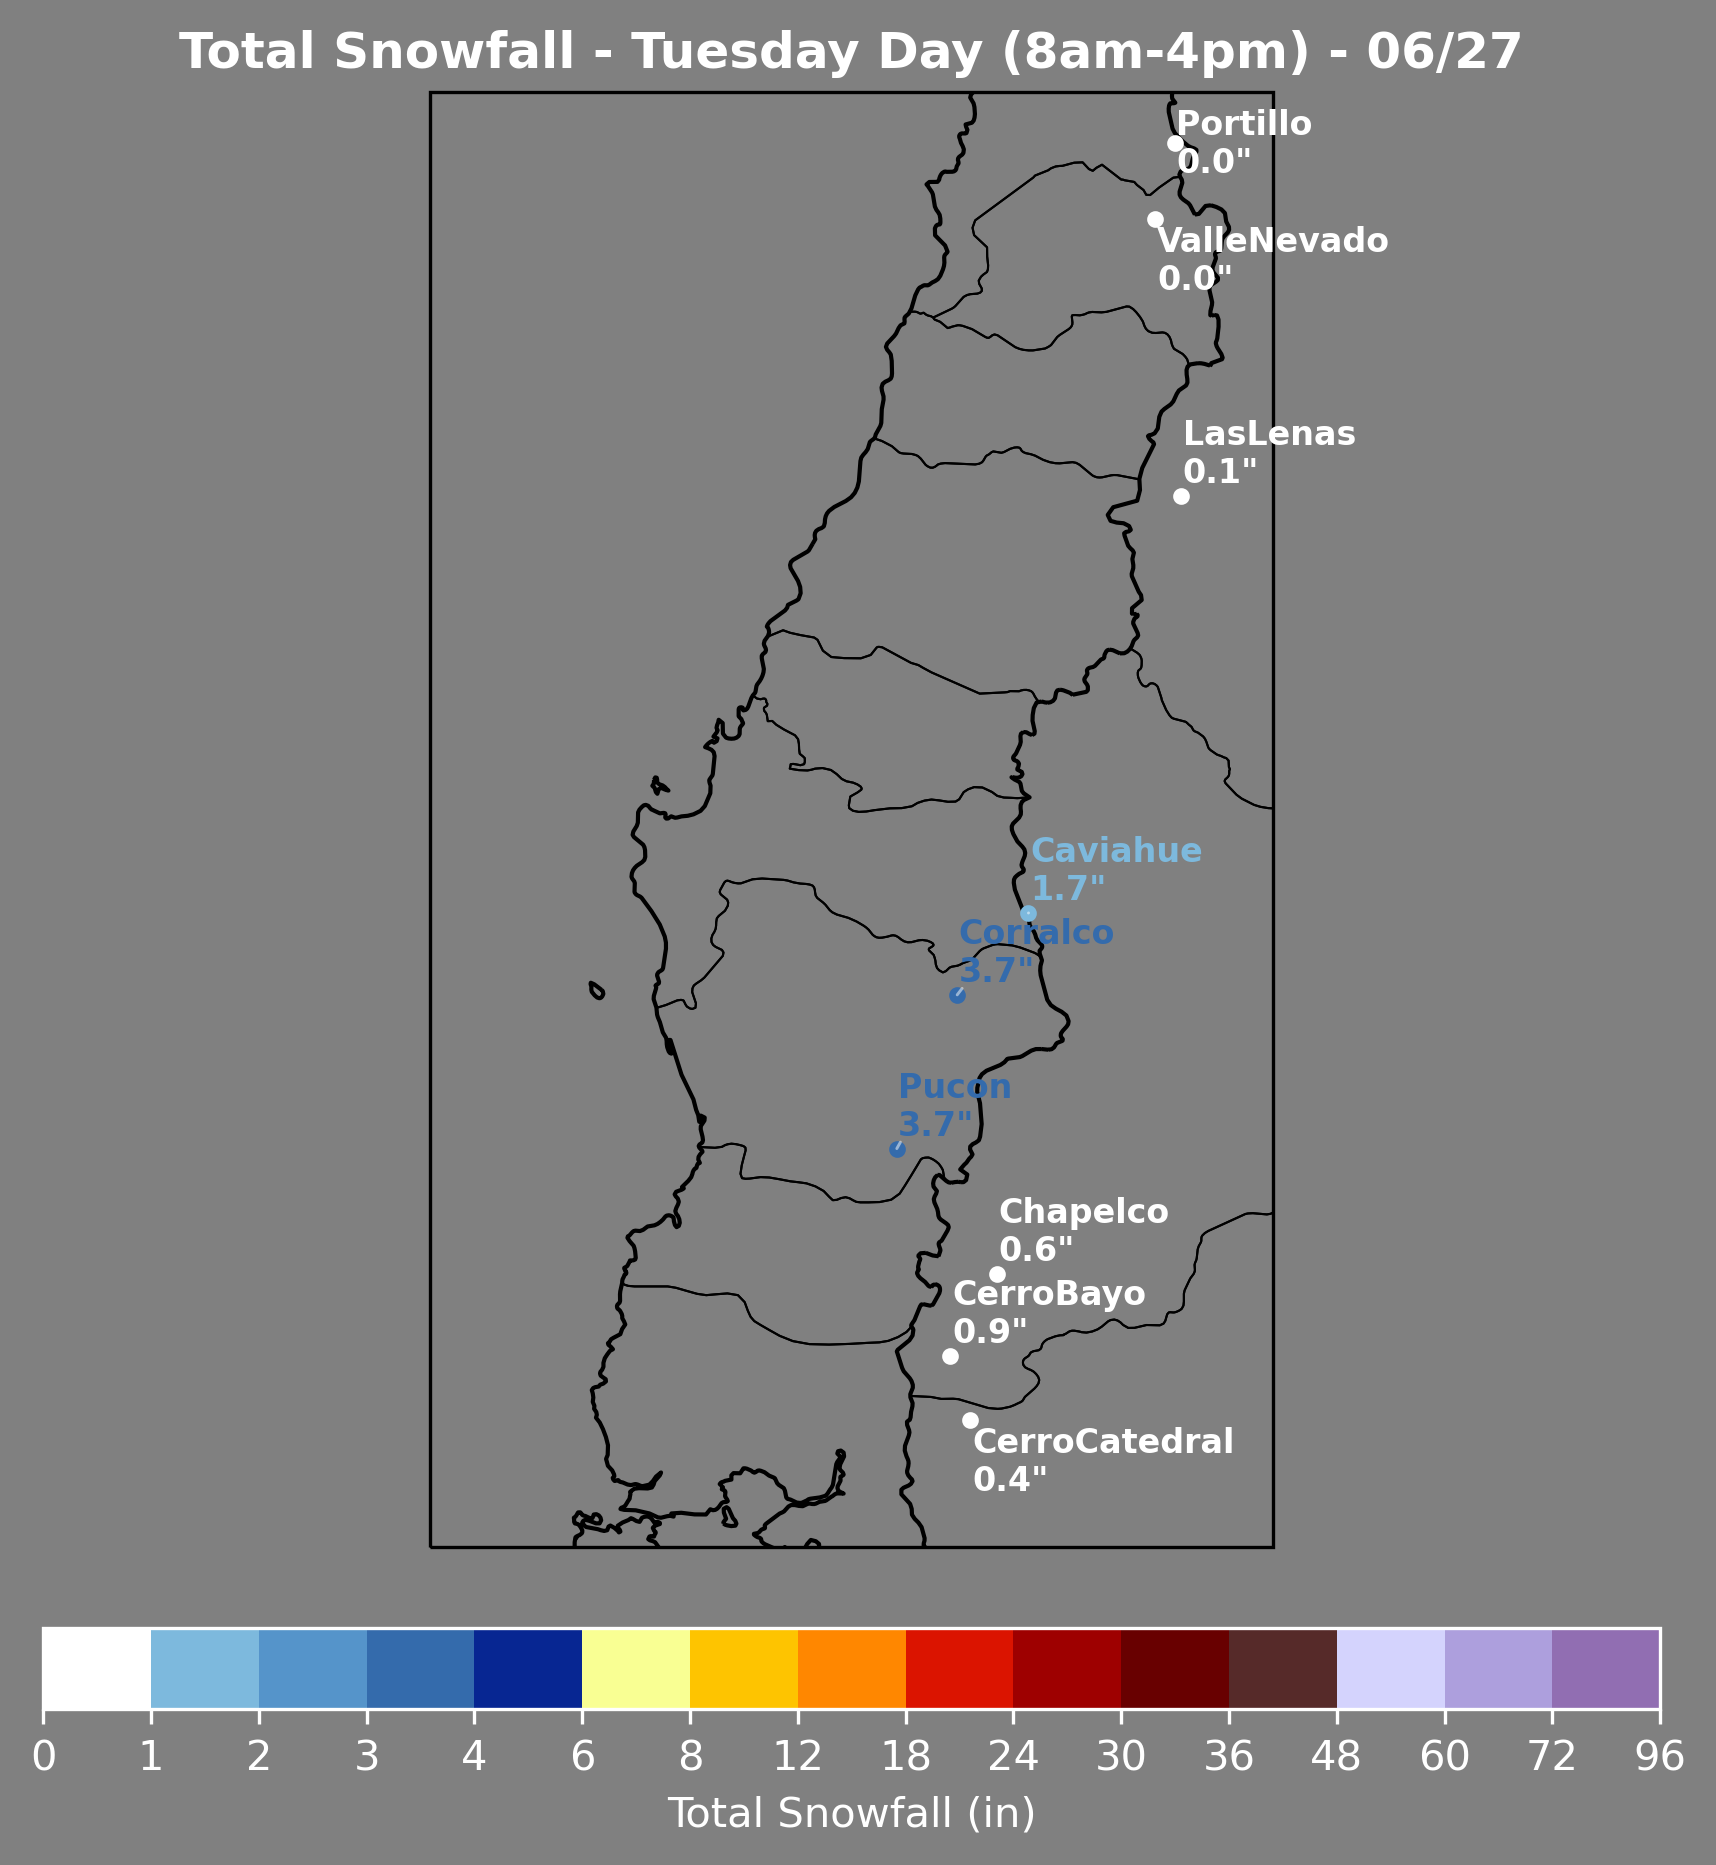 Total Snowfall - Tuesday Day (8am-4pm) - 06/27
Portillo
0.0"
ValleNevado
0.0"
LasLenas
0.1"
Caviahue
1.7"
Corralco
3.7"
Pucon
3.7"
Chapelco
0.6"
CerroBayo
0.9"
CerroCatedral
0.4"
0 1 2 3 4 6 8 12 18 24 30 36 48 60 72 96
Total Snowfall (in)